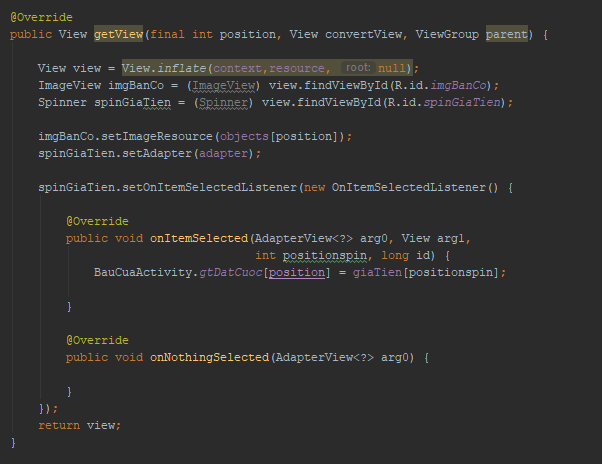 @Override
public View getView(final int position, View convertView, ViewGroup parent) {
View view = View.inflate(context,resource, root: null);
ImageView imgBanCo = (ImageView) view.findViewById(R.id.imgBanCo);
Spinner spinGiaTien = (Spinner) view.findViewById(R.id.spinGiaTien);
imgBanCo.setImageResource(objects[position]);
spinGiaTien.setAdapter(adapter);
spinGiaTien.setOnItemSelectedListener(new OnItemSelectedListener() {
@Override
public void onItemSelected(AdapterView<?> arg0, View arg1,
int positionspin, long id) {
BauCuaActivity.gtDatCuoc[position] = giaTien[positionspin];
}
@Override
public void onNothingSelected(AdapterView<?> arg0) {
}
});
return view;
}